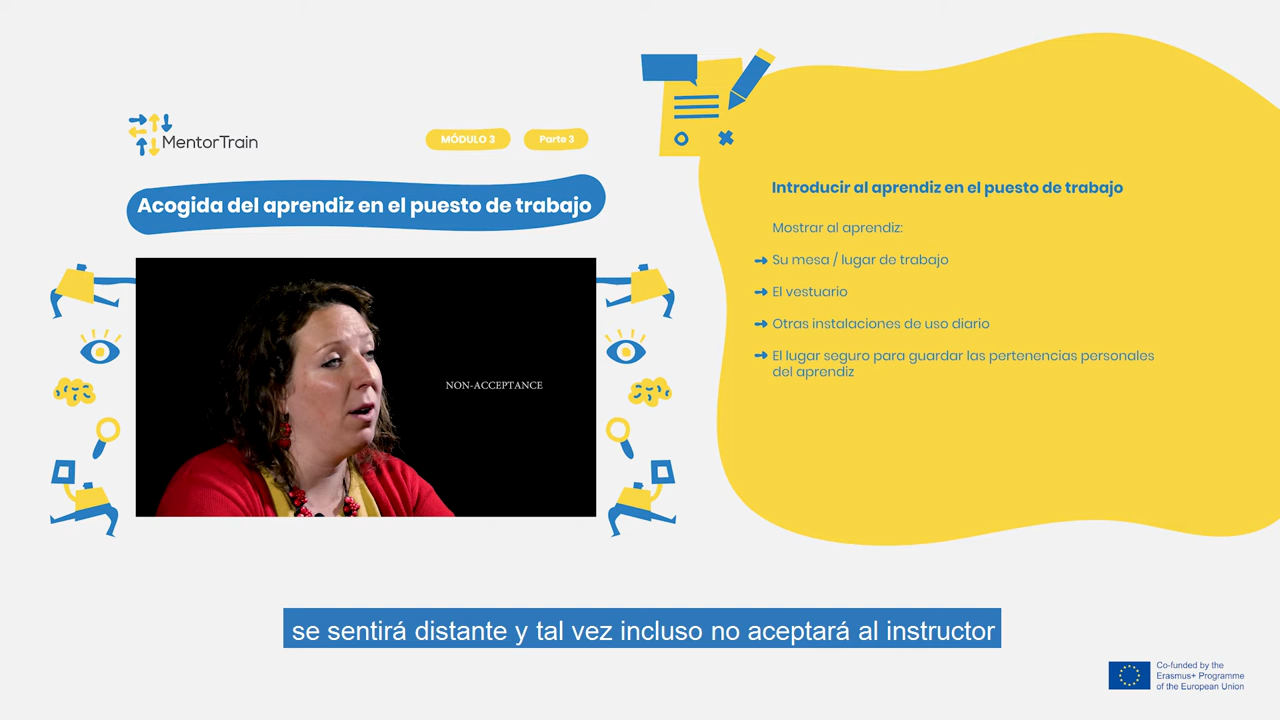 MentorTrain
MÓDULO 3
Parte 3
Acogida del aprendiz en el puesto de trabajo
NON-ACCEPTANCE
Introducir al aprendiz en el puesto de trabajo
Mostrar al aprendiz:
Su mesa / lugar de trabajo
El vestuario
Otras instalaciones de uso diario
El lugar seguro para guardar las pertenencias personales
del aprendiz
se sentirá distante y tal vez incluso no aceptará al instructor
Co-funded by the
Erasmus+ Programme
of the European Union